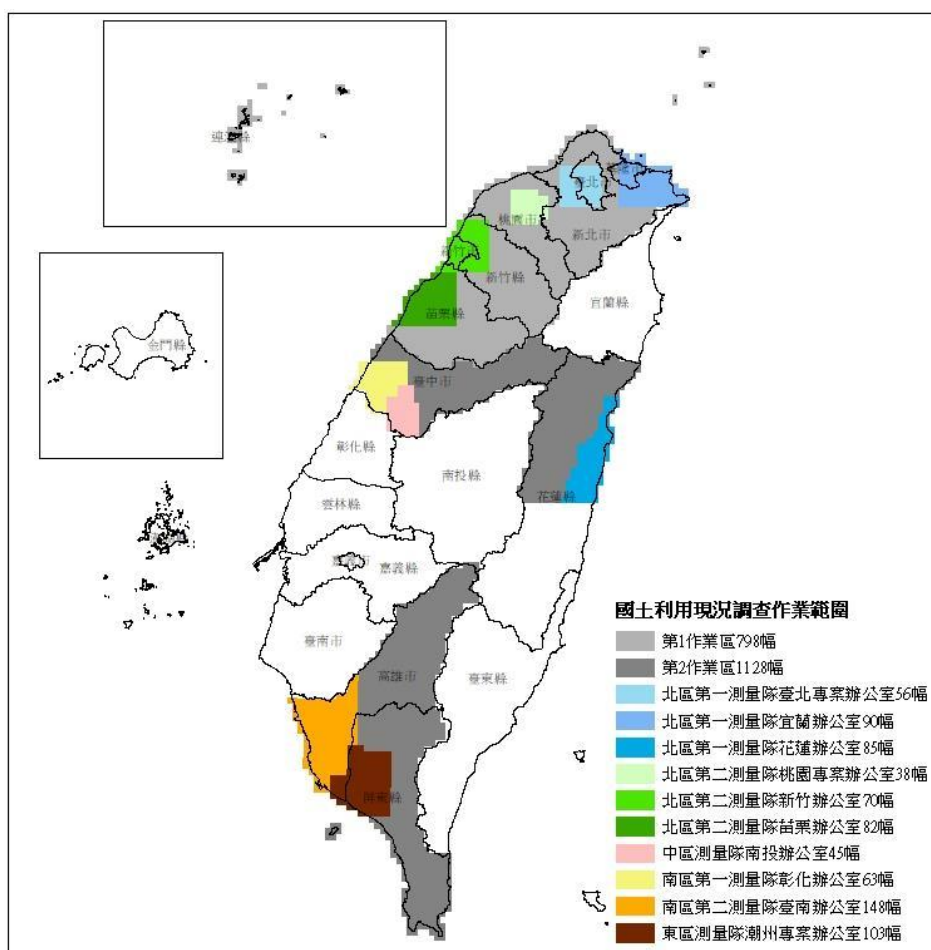 連江縣
基隆市
臺北市
桃園市
新北市
新竹市
新竹縣
宜蘭縣
苗栗縣
金門縣
臺中市
彰化縣
南投縣
花蓮縣
雲林縣
嘉義市
嘉義縣
臺南市
高雄市
臺東縣
屏東縣
國土利用現況調查作業範圍
第1作業區798幅
第2作業區1128幅
北區第一測量隊臺北專案辦公室56幅
北區第一測量隊宜蘭辦公室90幅
北區第一測量隊花蓮辦公室85幅
北區第二測量隊桃園專案辦公室38幅
北區第二測量隊新竹辦公室70幅
北區第二測量隊苗栗辦公室82幅
中區測量隊南投辦公室45幅
南區第一測量隊彰化辦公室63幅
南區第二測量隊臺南辦公室148幅
東區測量隊潮州專案辦公室103幅